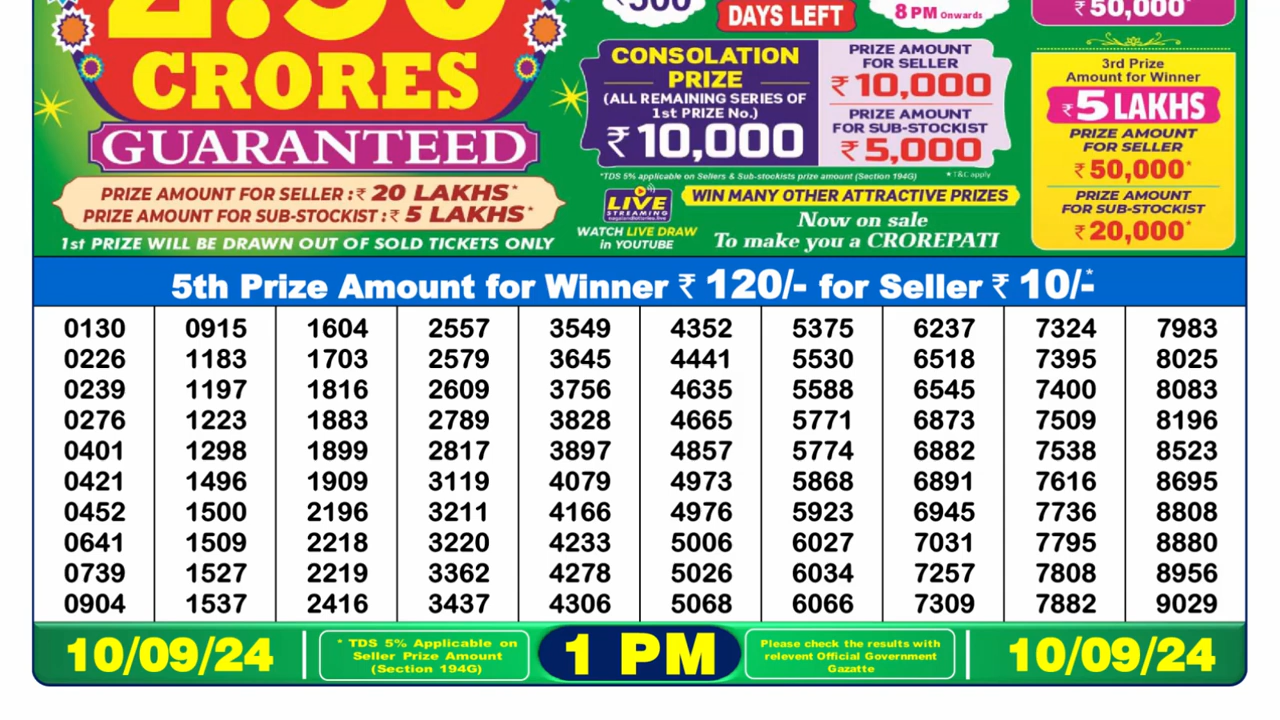 2.50
CRORES
GUARANTEED
PRIZE AMOUNT FOR SELLER :₹ 20 LAKHS*
PRIZE AMOUNT FOR SUB-STOCKIST :₹ 5 LAKHS*
1st PRIZE WILL BE DRAWN OUT OF SOLD TICKETS ONLY
₹500
DAYS LEFT
8 PM Onwards
CONSOLATION
PRIZE
(ALL REMAINING SERIES OF
1st PRIZE No.)
₹ 10,000
PRIZE AMOUNT
FOR SELLER
₹ 10,000
PRIZE AMOUNT
FOR SUB-STOCKIST
₹ 5,000
*TDS 5% applicable on Sellers & Sub-stockists prize amount (Section 194G)
*T&C apply
LIVE
STREAMING
nagalandlotteries.live
WATCH LIVE DRAW
in YOUTUBE
WIN MANY OTHER ATTRACTIVE PRIZES
Now on sale
To make you a CROREPATI
₹ 50,000*
3rd Prize
Amount for Winner
₹ 5 LAKHS
PRIZE AMOUNT
FOR SELLER
₹ 50,000*
PRIZE AMOUNT
FOR SUB-STOCKIST
₹ 20,000*
5th Prize Amount for Winner ₹ 120/- for Seller ₹ 10/-*
0130 0915 1604 2557 3549 4352 5375 6237 7324 7983
0226 1183 1703 2579 3645 4441 5530 6518 7395 8025
0239 1197 1816 2609 3756 4635 5588 6545 7400 8083
0276 1223 1883 2789 3828 4665 5771 6873 7509 8196
0401 1298 1899 2817 3897 4857 5774 6882 7538 8523
0421 1496 1909 3119 4079 4973 5868 6891 7616 8695
0452 1500 2196 3211 4166 4976 5923 6945 7736 8808
0641 1509 2218 3220 4233 5006 6027 7031 7795 8880
0739 1527 2219 3362 4278 5026 6034 7257 7808 8956
0904 1537 2416 3437 4306 5068 6066 7309 7882 9029
10/09/24
* TDS 5% Applicable on
Seller Prize Amount
(Section 194G)
1 PM
Please check the results with
relevent Official Government
Gazatte
10/09/24